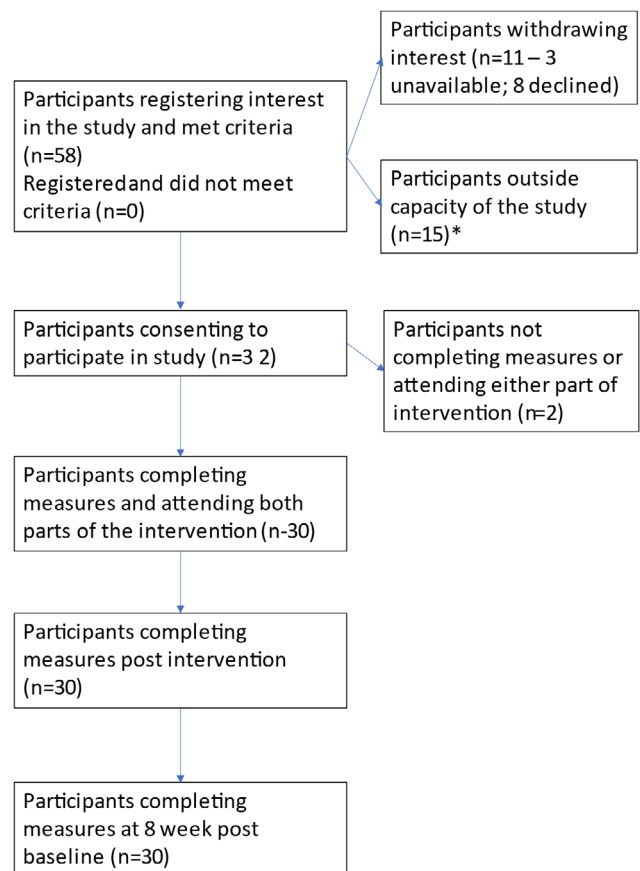 Participants withdrawing
interest (n=11 – 3
unavailable; 8 declined)
Participants registering interest
in the study and met criteria
(n=58)
Registeredand did not meet
criteria (n=0)
Participants outside
capacity of the study
(n=15)*
Participants consenting to
participate in study (n=3 2)
Participants not
completing measures or
attending either part of
intervention (n=2)
Participants completing
measures and attending both
parts of the intervention (n-30)
Participants completing
measures post intervention
(n=30)
Participants completing
measures at 8 week post
baseline (n=30)